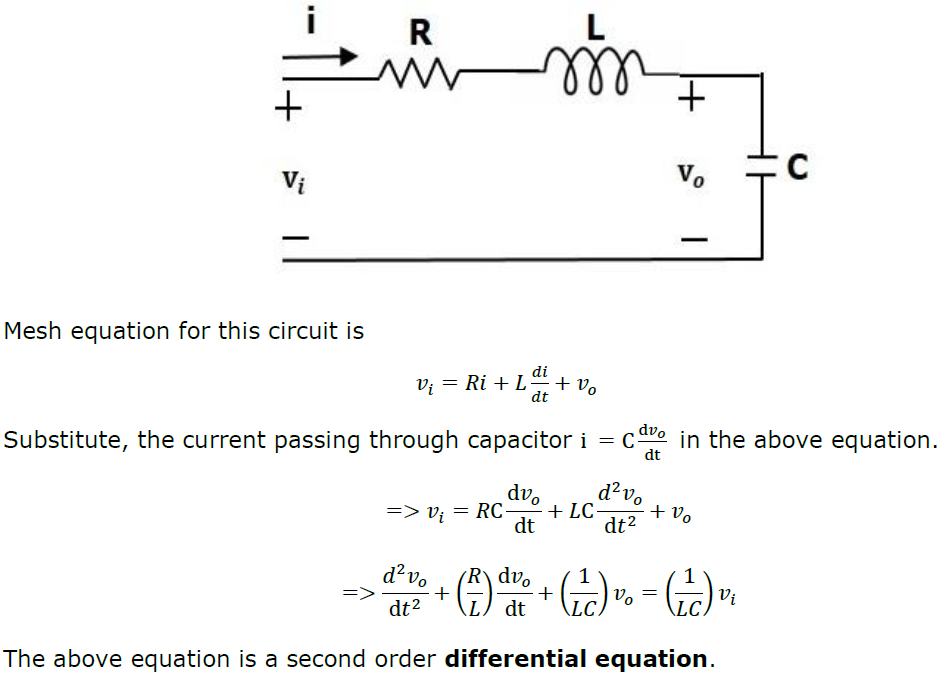 i
R
L
+
+
vᵢ
vₒ
C
−
−
Mesh equation for this circuit is
vᵢ = Ri + L di/dt + vₒ
Substitute, the current passing through capacitor i = C dvₒ/dt in the above equation.
=> vᵢ = RC dvₒ/dt + LC d²vₒ/dt² + vₒ
=> d²vₒ/dt² + (R/L) dvₒ/dt + (1/LC) vₒ = (1/LC) vᵢ
The above equation is a second order differential equation.